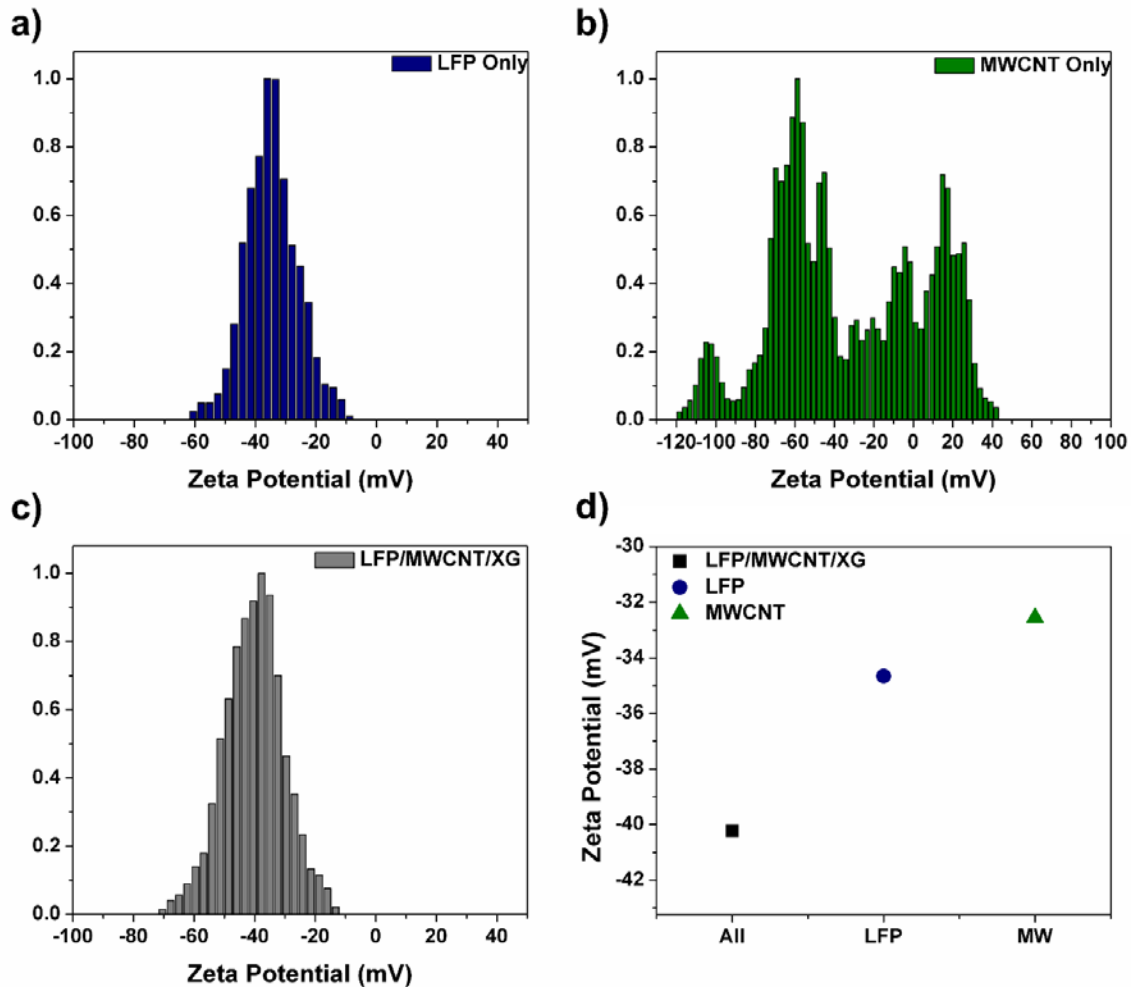 a)
LFP Only
1.0
0.8
0.6
0.4
0.2
0.0
-100 -80 -60 -40 -20 0 20 40
Zeta Potential (mV)
b)
MWCNT Only
1.0
0.8
0.6
0.4
0.2
0.0
-120 -100 -80 -60 -40 -20 0 20 40 60 80 100
Zeta Potential (mV)
c)
LFP/MWCNT/XG
1.0
0.8
0.6
0.4
0.2
0.0
-100 -80 -60 -40 -20 0 20 40
Zeta Potential (mV)
d)
LFP/MWCNT/XG
LFP
MWCNT
Zeta Potential (mV)
-30
-32
-34
-36
-38
-40
-42
All LFP MW